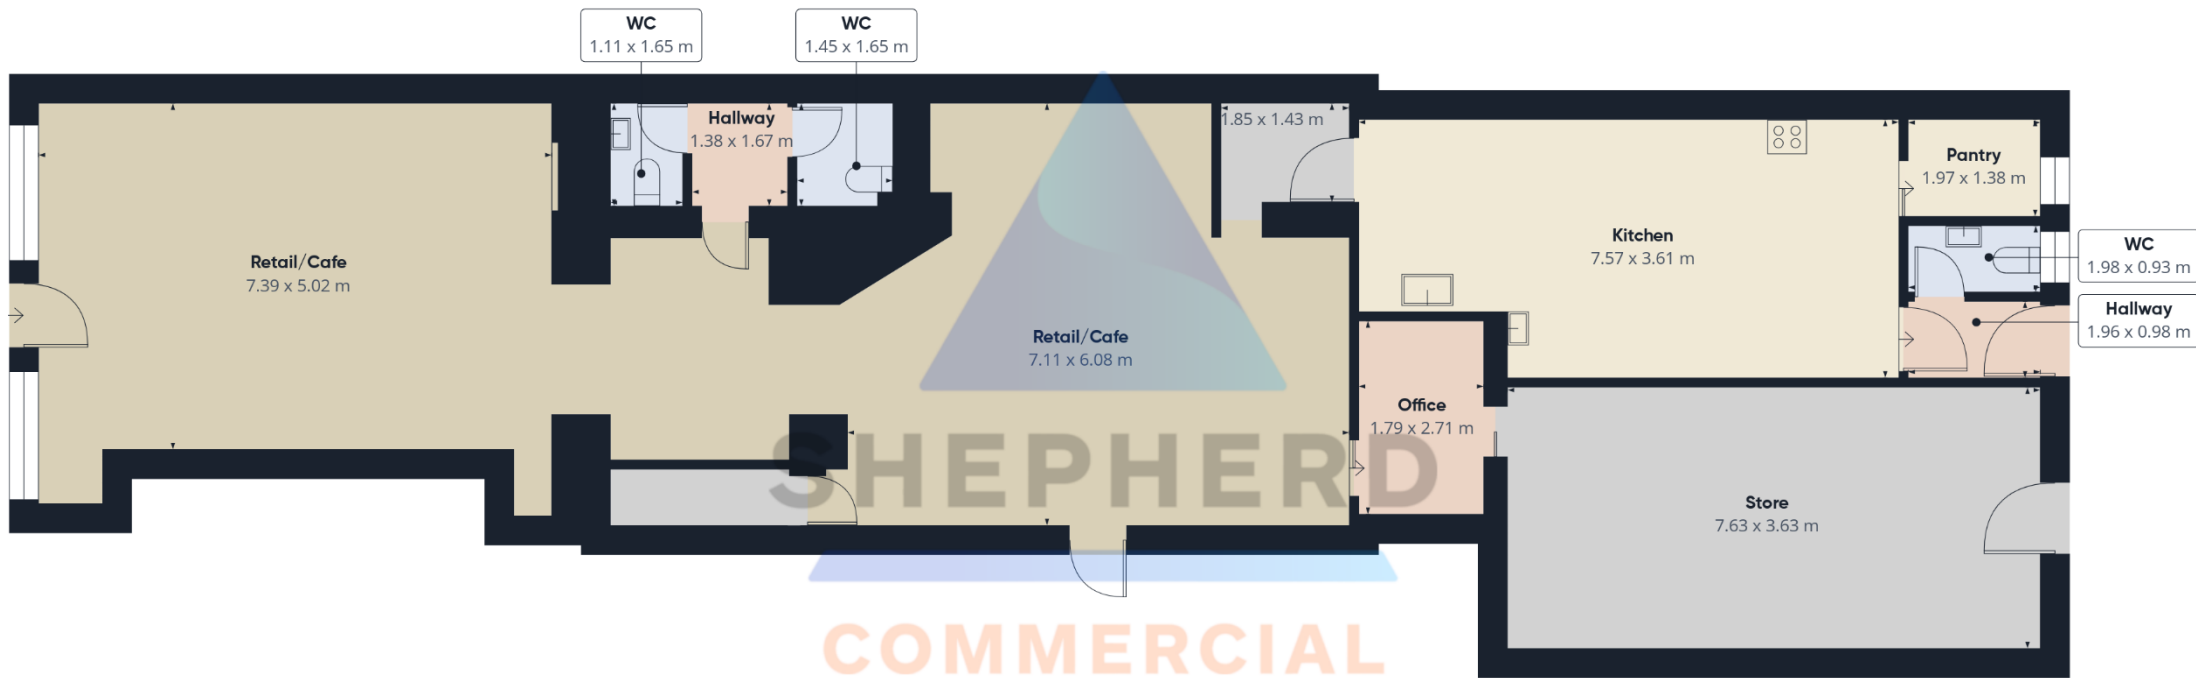 WC
1.11 x 1.65 m
WC
1.45 x 1.65 m
Hallway
1.38 x 1.67 m
1.85 x 1.43 m
Pantry
1.97 x 1.38 m
Retail/Cafe
7.39 x 5.02 m
Kitchen
7.57 x 3.61 m
WC
1.98 x 0.93 m
Hallway
1.96 x 0.98 m
Retail/Cafe
7.11 x 6.08 m
Office
1.79 x 2.71 m
SHEPHERD
Store
7.63 x 3.63 m
COMMERCIAL